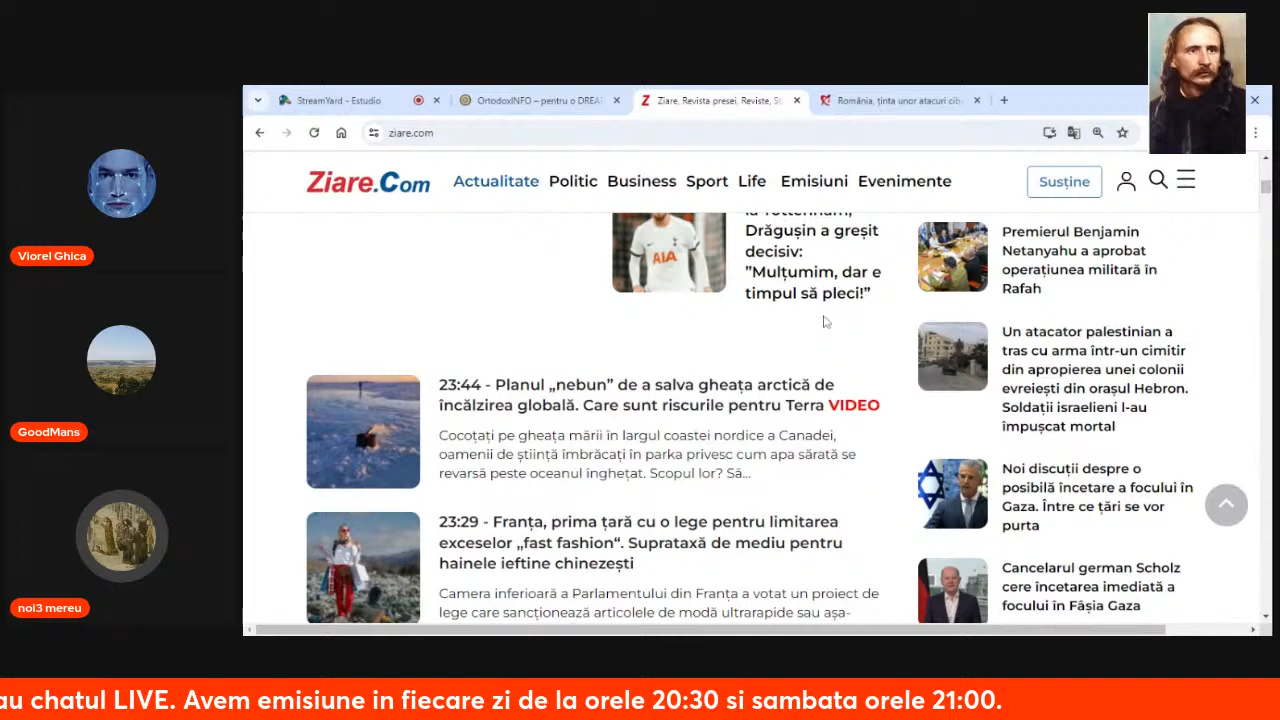 StreamYard - Estudio
OrtodoxINFO – pentru o DREA
Ziare, Revista presei, Reviste, St
România, ținta unor atacuri cib
ziare.com
Ziare.Com
Actualitate Politic Business Sport Life Emisiuni Evenimente
Susține
la Tottenham,
Drăgușin a greșit
decisiv:
”Mulțumim, dar e
timpul să pleci!”
AIA
23:44 - Planul „nebun” de a salva gheața arctică de
încălzirea globală. Care sunt riscurile pentru Terra VIDEO
Cocoțați pe gheața mării în largul coastei nordice a Canadei,
oamenii de știință îmbrăcați în parka privesc cum apa sărată se
revarsă peste oceanul înghețat. Scopul lor? Să...
23:29 - Franța, prima țară cu o lege pentru limitarea
exceselor „fast fashion“. Suprataxă de mediu pentru
hainele ieftine chinezești
Camera inferioară a Parlamentului din Franța a votat un proiect de
lege care sancționează articolele de modă ultrarapide sau așa-
Premierul Benjamin
Netanyahu a aprobat
operațiunea militară în
Rafah
Un atacator palestinian a
tras cu arma într-un cimitir
din apropierea unei colonii
evreiești din orașul Hebron.
Soldații israelieni l-au
împușcat mortal
Noi discuții despre o
posibilă încetare a focului în
Gaza. Între ce țări se vor
purta
Cancelarul german Scholz
cere încetarea imediată a
focului în Fâșia Gaza
Viorel Ghica
GoodMans
noi3 mereu
au chatul LIVE. Avem emisiune in fiecare zi de la orele 20:30 si sambata orele 21:00.